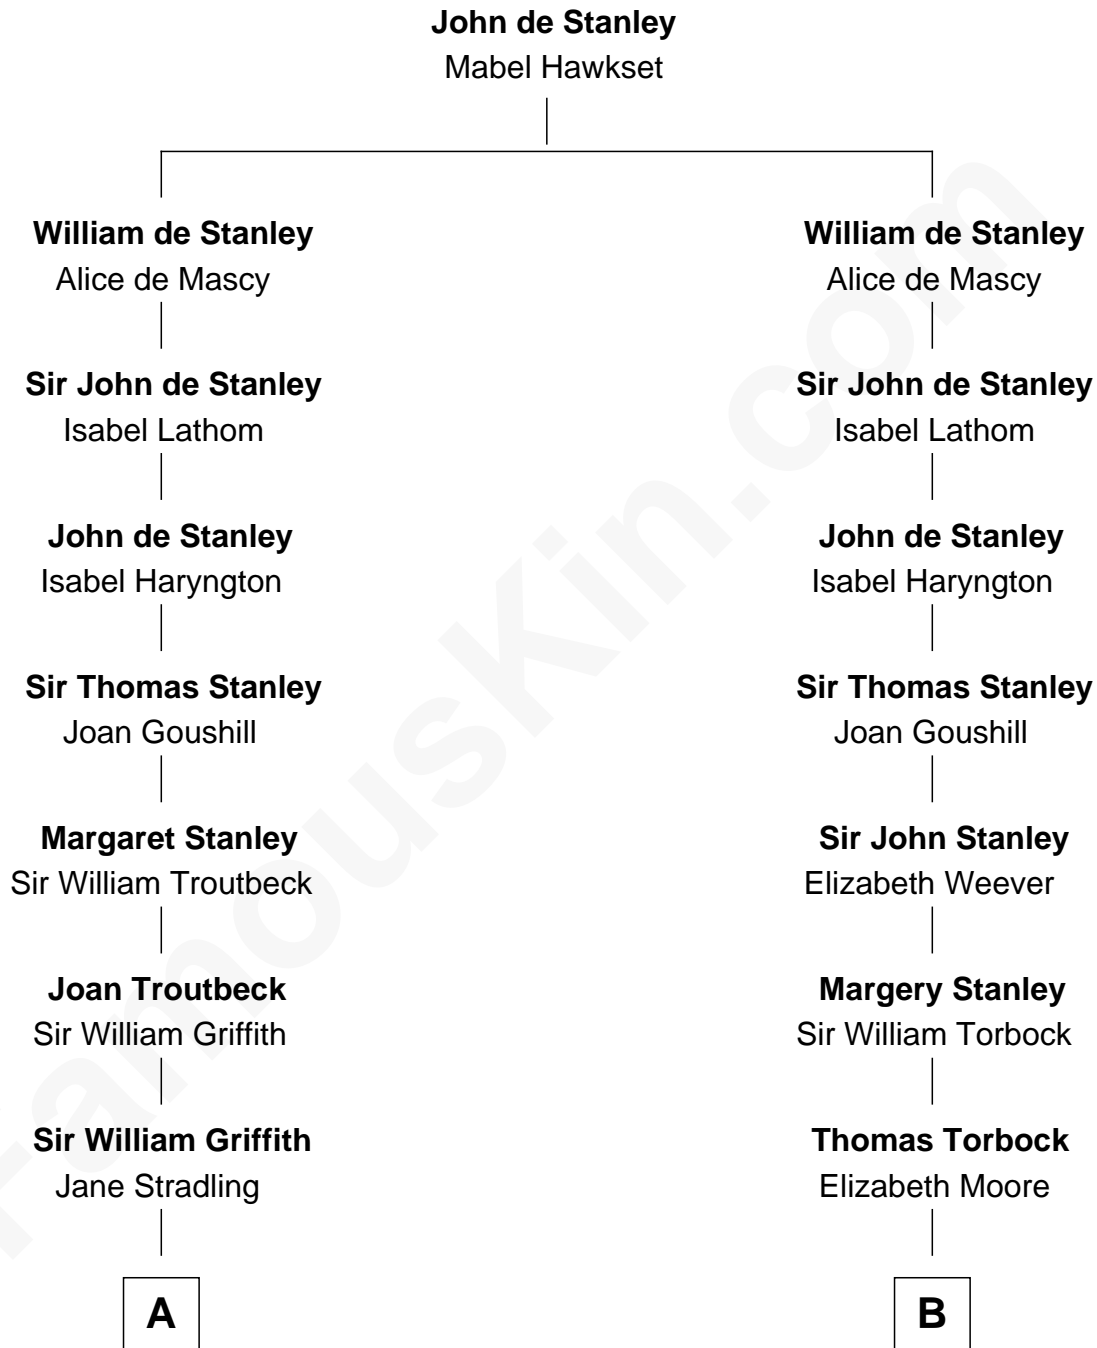 John de Stanley
Mabel Hawkset
William de Stanley
Alice de Mascy
Sir John de Stanley
Isabel Lathom
John de Stanley
Isabel Haryngton
Sir Thomas Stanley
Joan Goushill
Margaret Stanley
Sir William Troutbeck
Joan Troutbeck
Sir William Griffith
Sir William Griffith
Jane Stradling
A
William de Stanley
Alice de Mascy
Sir John de Stanley
Isabel Lathom
John de Stanley
Isabel Haryngton
Sir Thomas Stanley
Joan Goushill
Sir John Stanley
Elizabeth Weever
Margery Stanley
Sir William Torbock
Thomas Torbock
Elizabeth Moore
B
FamousKin.com